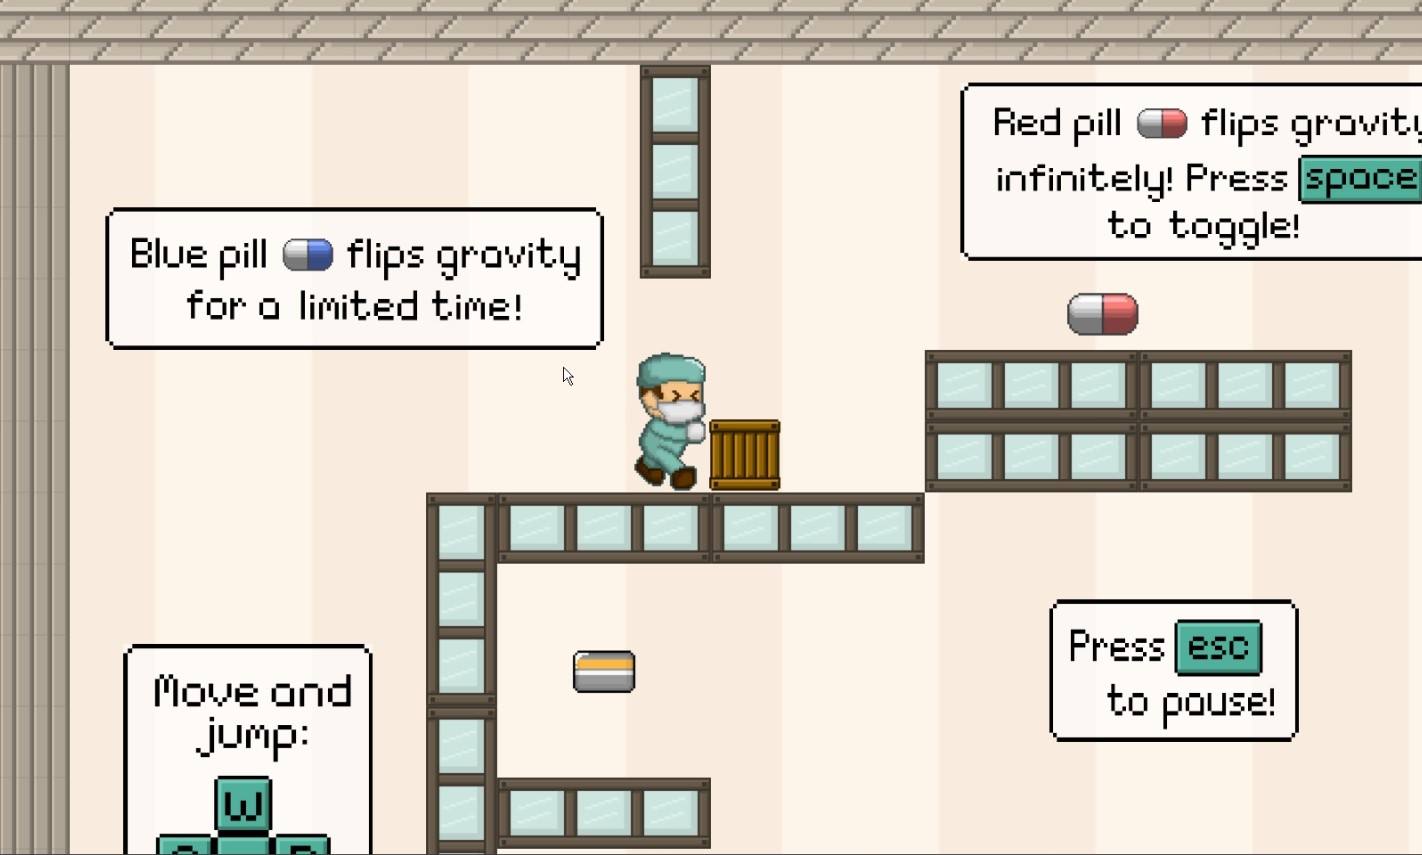 Red pill flips gravity
infinitely! Press space
to toggle!
Blue pill flips gravity
for a limited time!
Press esc
to pause!
Move and
jump:
W